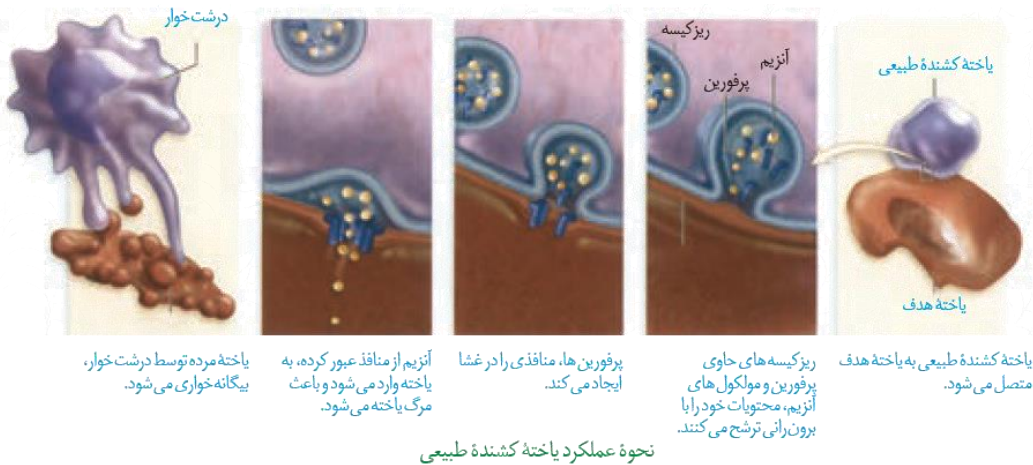 یاختهٔ کشندهٔ طبیعی
یاختهٔ هدف
یاختهٔ کشندهٔ طبیعی به یاختهٔ هدف
متصل می‌شود.
ریزکیسه
آنزیم
پرفورین
ریزکیسه‌های حاوی
پرفورین و مولکول‌های
آنزیم، محتویات خود را با
برون‌رانی ترشح می‌کنند.
پرفورین‌ها، منافذی را در غشا
ایجاد می‌کند.
آنزیم از منافذ عبور کرده، به
یاخته وارد می‌شود و باعث
مرگ یاخته می‌شود.
درشت‌خوار
یاختهٔ مرده توسط درشت‌خوار،
بیگانه‌خواری می‌شود.
نحوهٔ عملکرد یاختهٔ کشندهٔ طبیعی